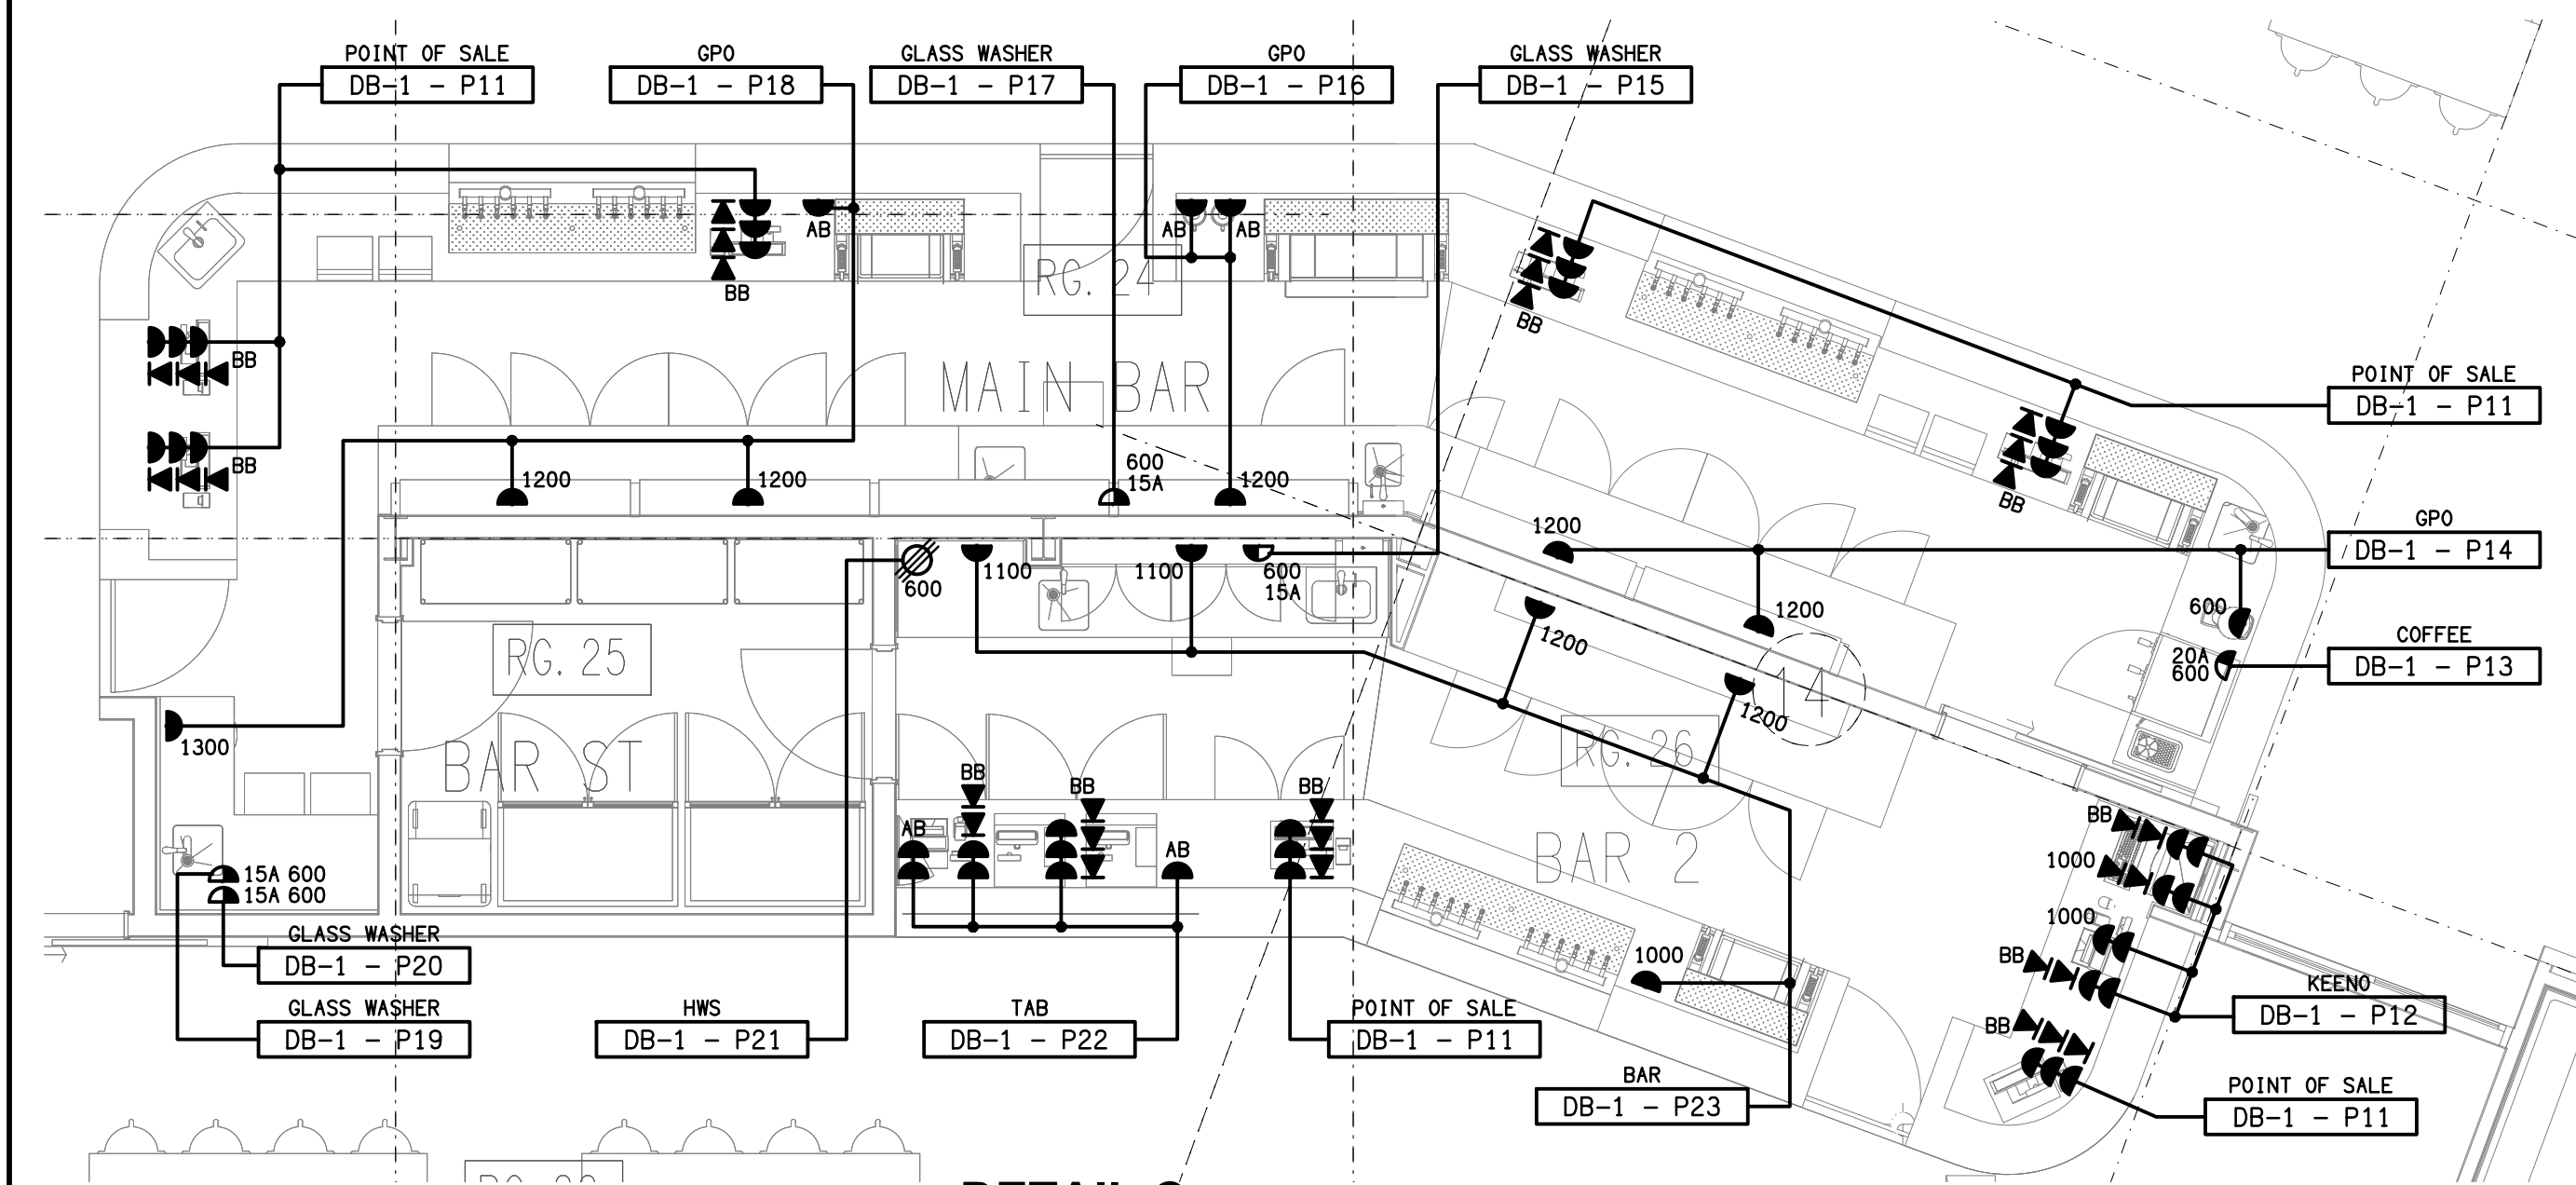 POINT OF SALE
DB-1 - P11
GPO
DB-1 - P18
GLASS WASHER
DB-1 - P17
GPO
DB-1 - P16
GLASS WASHER
DB-1 - P15
AB
AB
AB
BB
RG. 24
BB
BB
BB
MAIN BAR
POINT OF SALE
DB-1 - P11
BB
1200
1200
600
15A
1200
1200
GPO
DB-1 - P14
600
1100
1100
600
15A
1200
1200
14
1200
600
RG. 25
COFFEE
DB-1 - P13
20A
600
1300
BAR ST
RG. 26
BB
BB
BB
AB
AB
BAR 2
BB
1000
1000
BB
BB
15A 600
15A 600
1000
GLASS WASHER
DB-1 - P20
GLASS WASHER
DB-1 - P19
HWS
DB-1 - P21
TAB
DB-1 - P22
POINT OF SALE
DB-1 - P11
KEENO
DB-1 - P12
BAR
DB-1 - P23
POINT OF SALE
DB-1 - P11